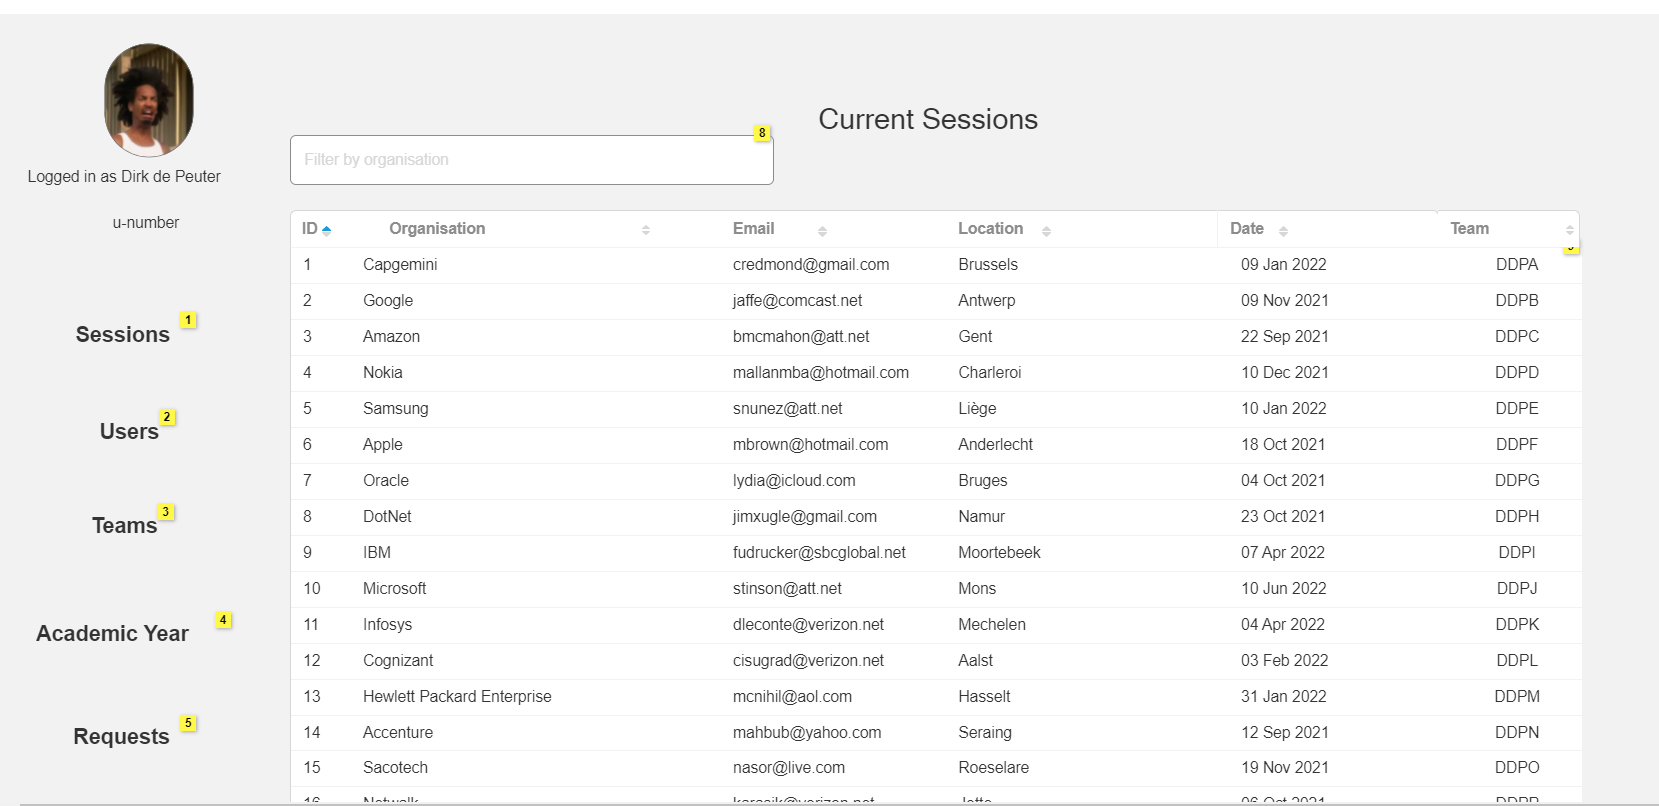 Logged in as Dirk de Peuter
u-number
Sessions 1
Users 2
Teams 3
Academic Year 4
Requests 5
Current Sessions
8
Filter by organisation
ID Organisation Email Location Date Team
1 Capgemini credmond@gmail.com Brussels 09 Jan 2022 DDPA
2 Google jaffe@comcast.net Antwerp 09 Nov 2021 DDPB
3 Amazon bmcmahon@att.net Gent 22 Sep 2021 DDPC
4 Nokia mallanmba@hotmail.com Charleroi 10 Dec 2021 DDPD
5 Samsung snunez@att.net Liège 10 Jan 2022 DDPE
6 Apple mbrown@hotmail.com Anderlecht 18 Oct 2021 DDPF
7 Oracle lydia@icloud.com Bruges 04 Oct 2021 DDPG
8 DotNet jimxugle@gmail.com Namur 23 Oct 2021 DDPH
9 IBM fudrucker@sbcglobal.net Moortebeek 07 Apr 2022 DDPI
10 Microsoft stinson@att.net Mons 10 Jun 2022 DDPJ
11 Infosys dleconte@verizon.net Mechelen 04 Apr 2022 DDPK
12 Cognizant cisugrad@verizon.net Aalst 03 Feb 2022 DDPL
13 Hewlett Packard Enterprise mcnihil@aol.com Hasselt 31 Jan 2022 DDPM
14 Accenture mahbub@yahoo.com Seraing 12 Sep 2021 DDPN
15 Sacotech nasor@live.com Roeselare 19 Nov 2021 DDPO